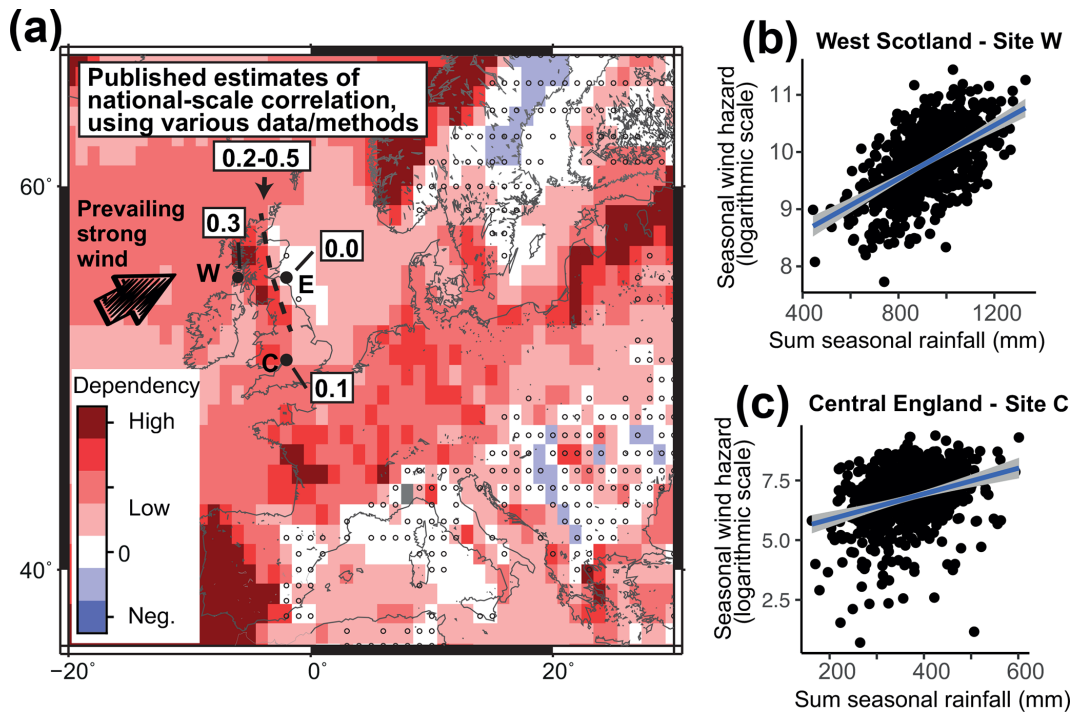 (a)
Published estimates of
national-scale correlation,
using various data/methods
0.2-0.5
60°
Prevailing
strong
wind
0.3
0.0
W
E
C
0.1
Dependency
High
Low
0
Neg.
40°
−20°
0°
20°
(b)
West Scotland - Site W
Seasonal wind hazard
(logarithmic scale)
11
10
9
8
400
800
1200
Sum seasonal rainfall (mm)
(c)
Central England - Site C
Seasonal wind hazard
(logarithmic scale)
7.5
5.0
2.5
200
400
600
Sum seasonal rainfall (mm)